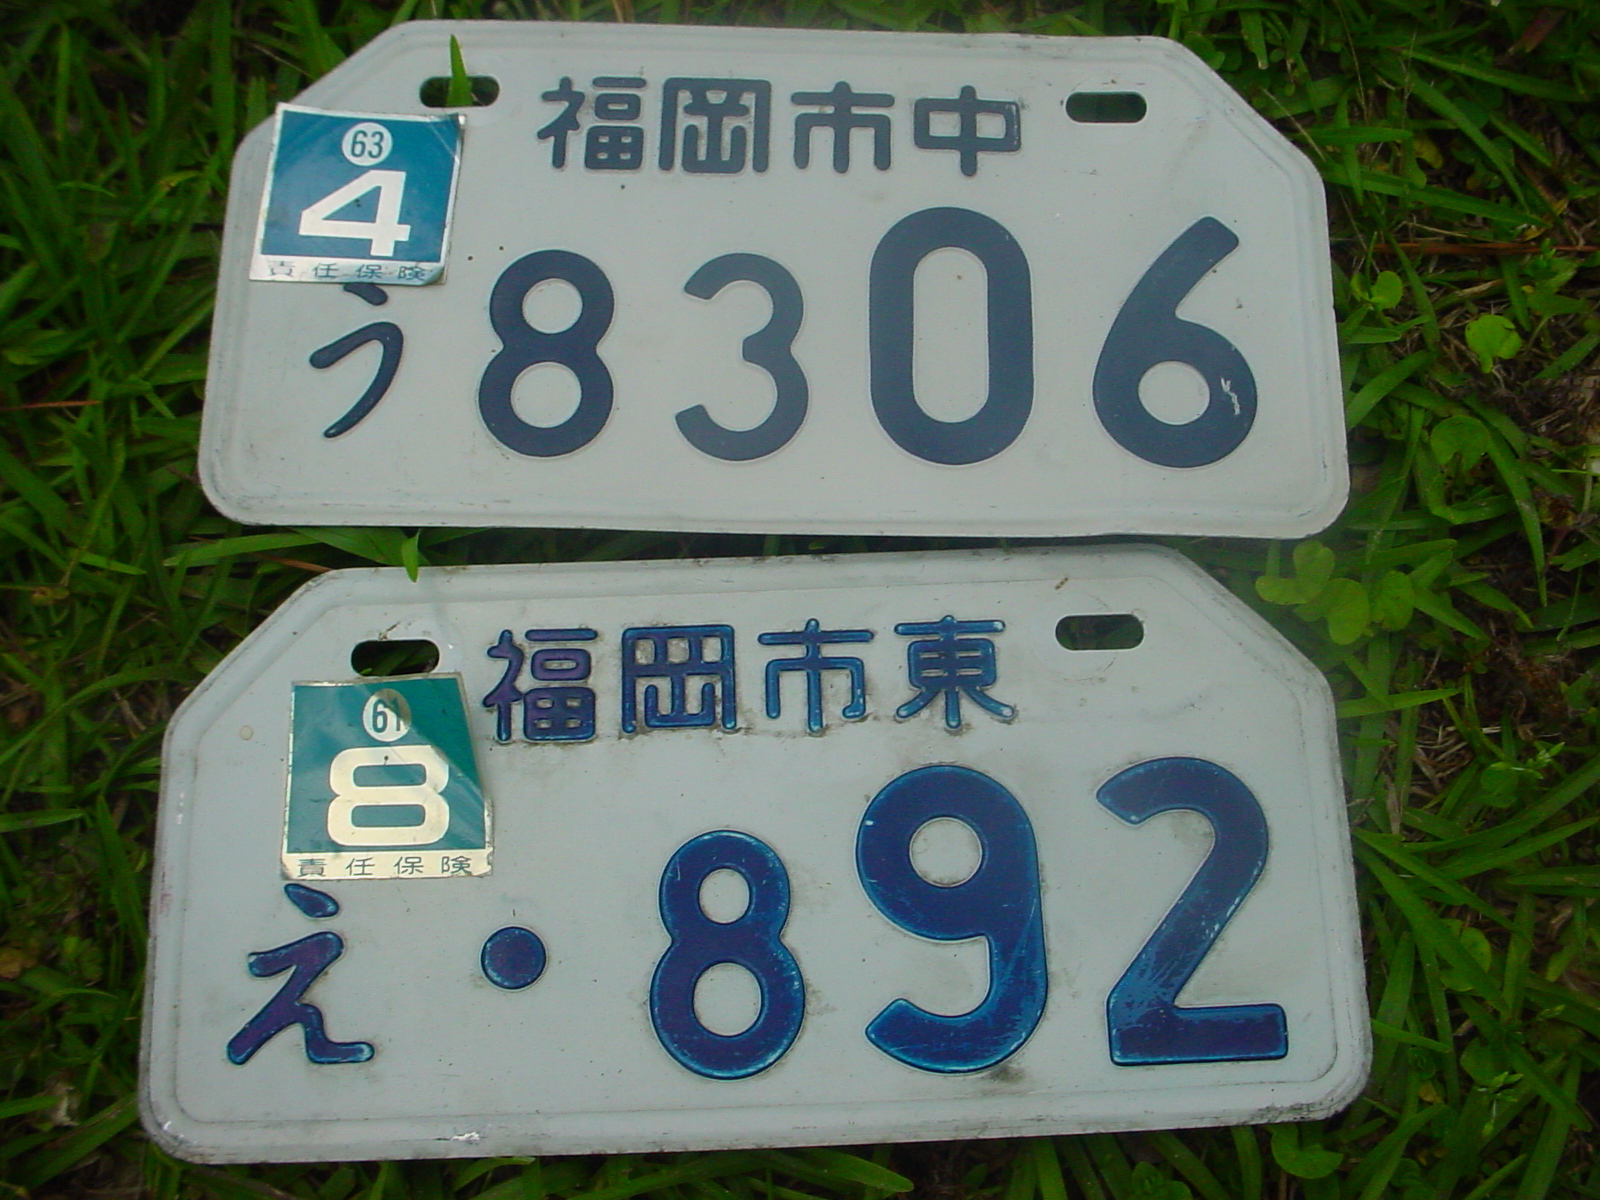 福岡市中
63
4
責任保険
う 8306
福岡市東
61
8
責任保険
え ・892